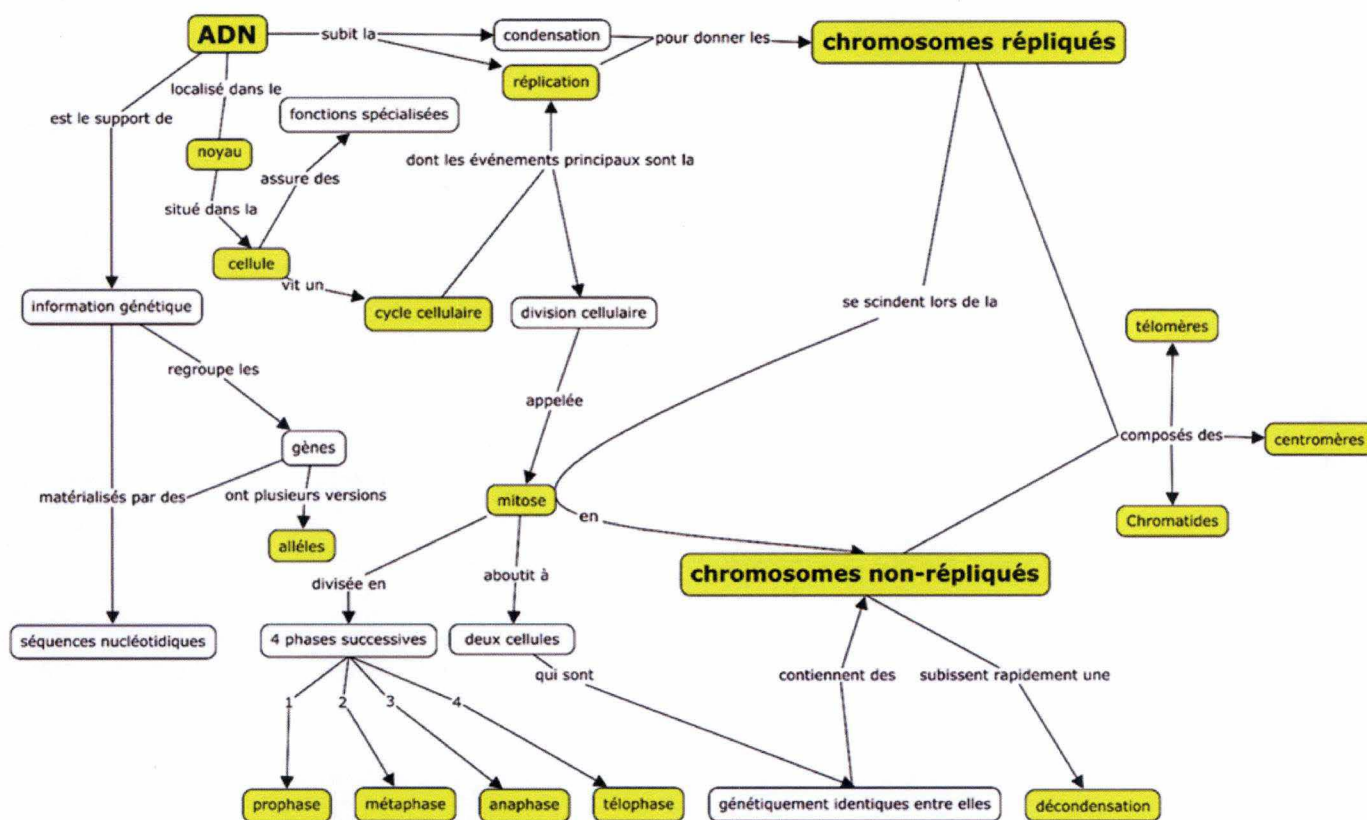 ADN
subit la
condensation
pour donner les
chromosomes répliqués
réplication
localisé dans le
est le support de
fonctions spécialisées
noyau
assure des
dont les événements principaux sont la
situé dans la
cellule
vit un
information génétique
cycle cellulaire
division cellulaire
se scindent lors de la
télomères
regroupe les
appelée
gènes
composés des
centromères
matérialisés par des
ont plusieurs versions
mitose
en
Chromatides
alléles
divisée en
aboutit à
chromosomes non-répliqués
séquences nucléotidiques
4 phases successives
deux cellules
qui sont
contiennent des
subissent rapidement une
1
2
3
4
prophase
métaphase
anaphase
télophase
génétiquement identiques entre elles
décondensation